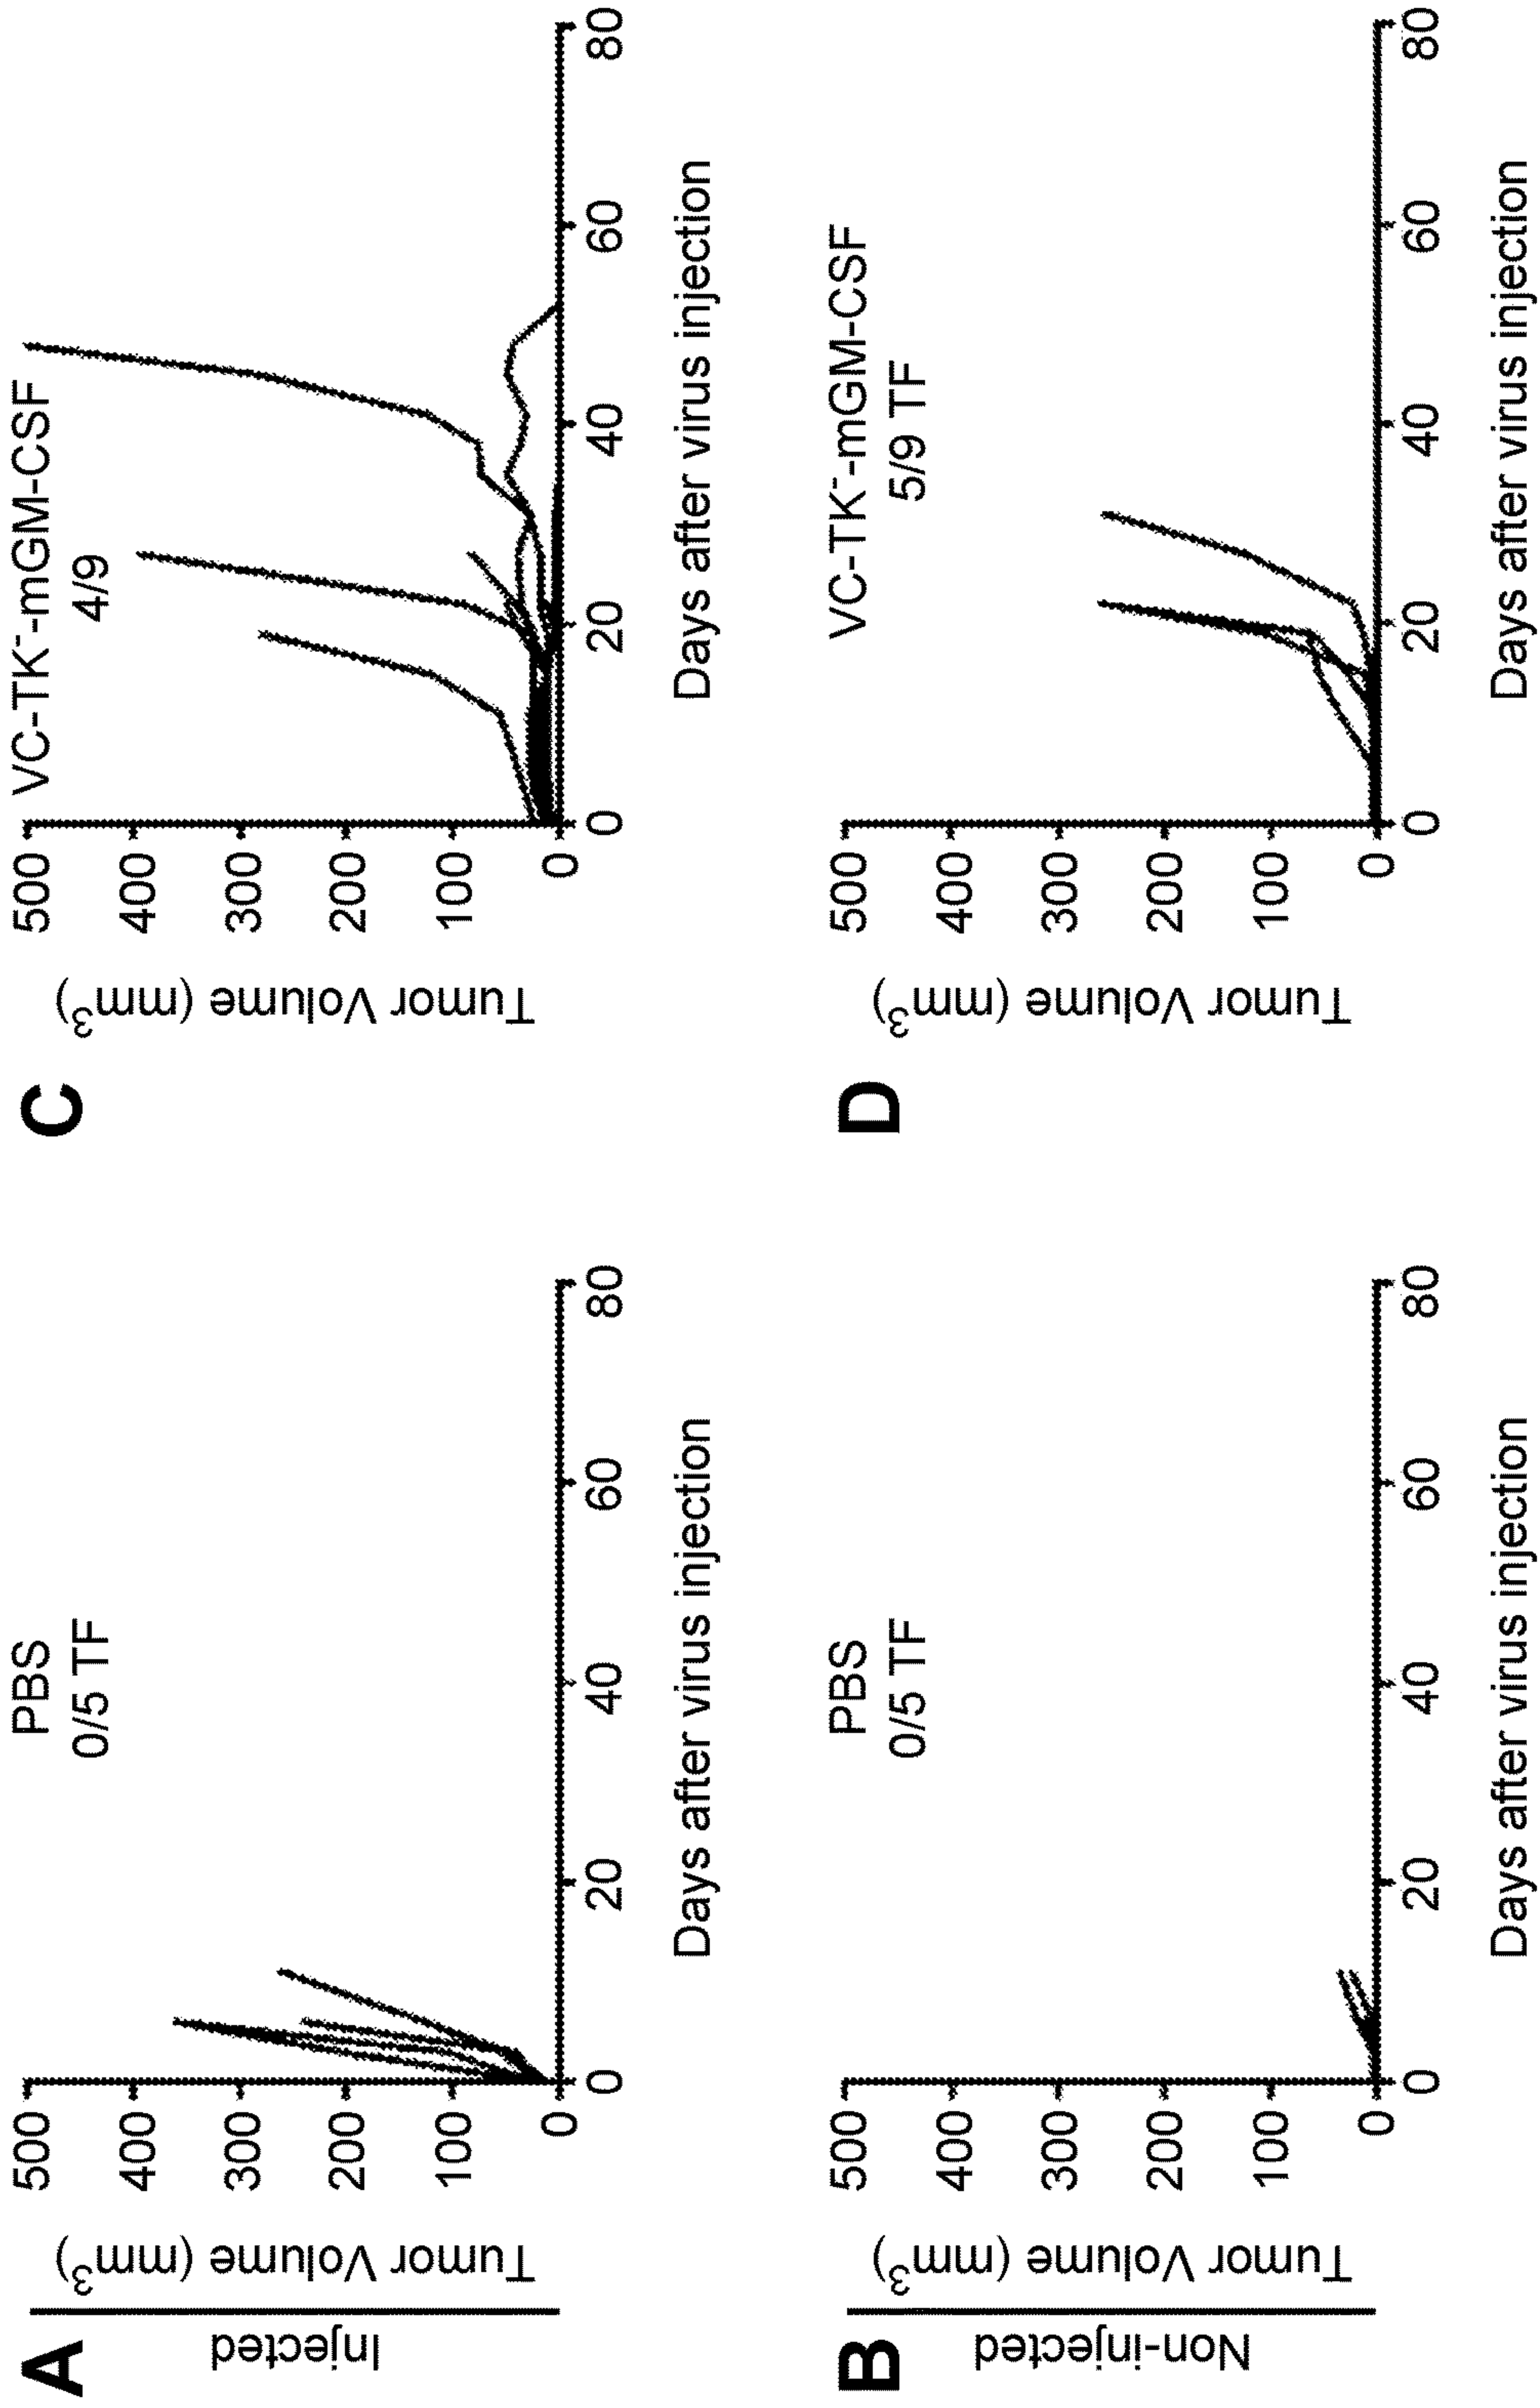 A
Injected
Tumor Volume (mm³)
500
400
300
200
100
0
PBS
0/5 TF
0
20
40
60
80
Days after virus injection
C
Tumor Volume (mm³)
500
400
300
200
100
0
VC-TK⁻-mGM-CSF
4/9
0
20
40
60
80
Days after virus injection
B
Non-injected
Tumor Volume (mm³)
500
400
300
200
100
0
PBS
0/5 TF
0
20
40
60
80
Days after virus injection
D
Tumor Volume (mm³)
500
400
300
200
100
0
VC-TK⁻-mGM-CSF
5/9 TF
0
20
40
60
80
Days after virus injection